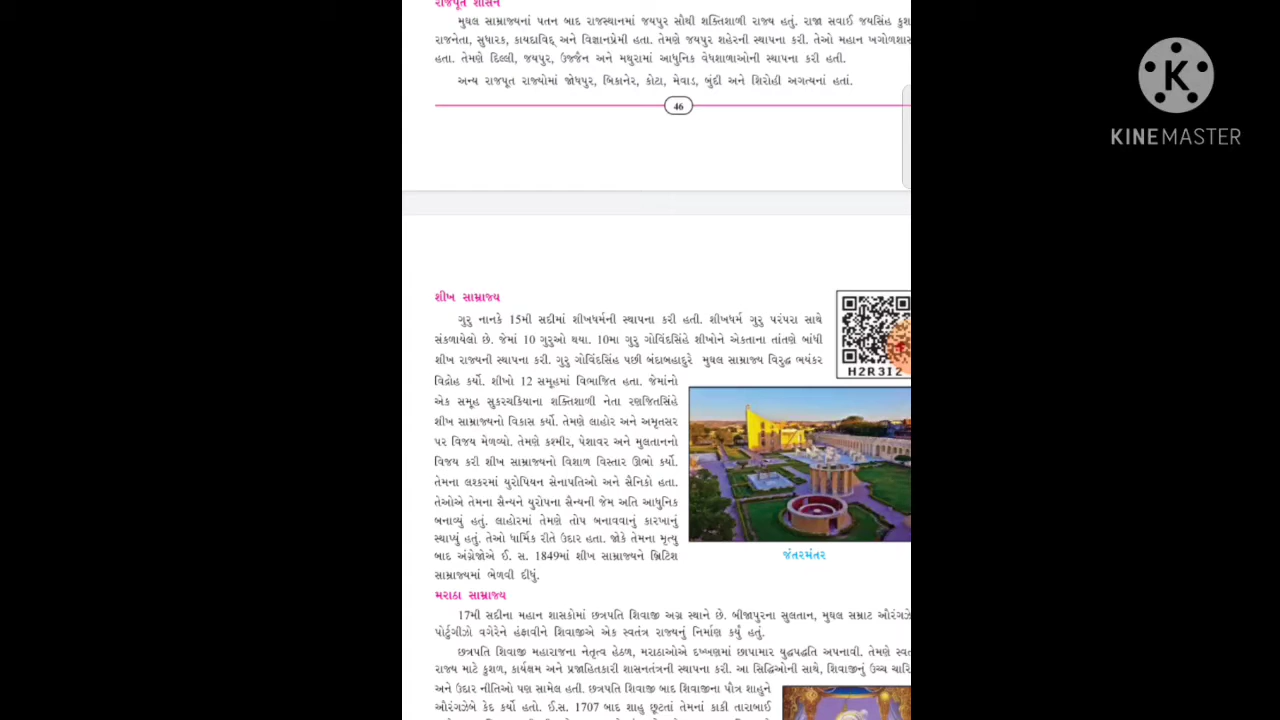 રાજપૂત શાસન
મુઘલ સામ્રાજ્યનાં પતન બાદ રાજસ્થાનમાં જયપુર સૌથી શક્તિશાળી રાજ્ય હતું. રાજા સવાઈ જયસિંહ કુશ
રાજનેતા, સુધારક, કાયદાવિદ્ અને વિજ્ઞાનપ્રેમી હતા. તેમણે જયપુર શહેરની સ્થાપના કરી. તેઓ મહાન ખગોળશાસ
હતા. તેમણે દિલ્લી, જયપુર, ઉજ્જૈન અને મથુરામાં આધુનિક વેધશાળાઓની સ્થાપના કરી હતી.
અન્ય રાજપૂત રાજ્યોમાં જોધપુર, બિકાનેર, કોટા, મેવાડ, બુંદી અને શિરોહી અગત્યનાં હતાં.
46
KINEMASTER
શીખ સામ્રાજ્ય
ગુરુ નાનકે 15મી સદીમાં શીખધર્મની સ્થાપના કરી હતી. શીખધર્મ ગુરુ પરંપરા સાથે
સંકળાયેલો છે. જેમાં 10 ગુરુઓ થયા. 10મા ગુરુ ગોવિંદસિંહે શીખોને એકતાના તાંતણે બાંધી
શીખ રાજ્યની સ્થાપના કરી. ગુરુ ગોવિંદસિંહ પછી બંદાબહાદુરે મુઘલ સામ્રાજ્ય વિરુદ્ધ ભયંકર
વિદ્રોહ કર્યો. શીખો 12 સમૂહમાં વિભાજિત હતા. જેમાંનો
એક સમૂહ સુકરચકિયાના શક્તિશાળી નેતા રણજિતસિંહે
શીખ સામ્રાજ્યનો વિકાસ કર્યો. તેમણે લાહોર અને અમૃતસર
પર વિજય મેળવ્યો. તેમણે કશ્મીર, પેશાવર અને મુલતાનનો
વિજય કરી શીખ સામ્રાજ્યનો વિશાળ વિસ્તાર ઊભો કર્યો.
તેમના લશ્કરમાં યુરોપિયન સેનાપતિઓ અને સૈનિકો હતા.
તેઓએ તેમના સૈન્યને યુરોપના સૈન્યની જેમ અતિ આધુનિક
બનાવ્યું હતું. લાહોરમાં તેમણે તોપ બનાવવાનું કારખાનું
સ્થાપ્યું હતું. તેઓ ધાર્મિક રીતે ઉદાર હતા. જોકે તેમના મૃત્યુ
બાદ અંગ્રેજોએ ઈ. સ. 1849માં શીખ સામ્રાજ્યને બ્રિટિશ
સામ્રાજ્યમાં ભેળવી દીધું.
H2R3I2
જંતરમંતર
મરાઠા સામ્રાજ્ય
17મી સદીના મહાન શાસકોમાં છત્રપતિ શિવાજી અગ્ર સ્થાને છે. બીજાપુરના સુલતાન, મુઘલ સમ્રાટ ઔરંગઝે
પોર્ટુગીઝો વગેરેને હંફાવીને શિવાજીએ એક સ્વતંત્ર રાજ્યનું નિર્માણ કર્યું હતું.
છત્રપતિ શિવાજી મહારાજના નેતૃત્વ હેઠળ, મરાઠાઓએ દખ્ખણમાં છાપામાર યુદ્ધપદ્ધતિ અપનાવી. તેમણે સ્વત
રાજ્ય માટે કુશળ, કાર્યક્ષમ અને પ્રજાહિતકારી શાસનતંત્રની સ્થાપના કરી. આ સિદ્ધિઓની સાથે, શિવાજીનું ઉચ્ચ ચારિ
અને ઉદાર નીતિઓ પણ સામેલ હતી. છત્રપતિ શિવાજી બાદ શિવાજીના પૌત્ર શાહુને
ઔરંગઝેબે કેદ કર્યો હતો. ઈ.સ. 1707 બાદ શાહુ છૂટતાં તેમનાં કાકી તારાબાઈ